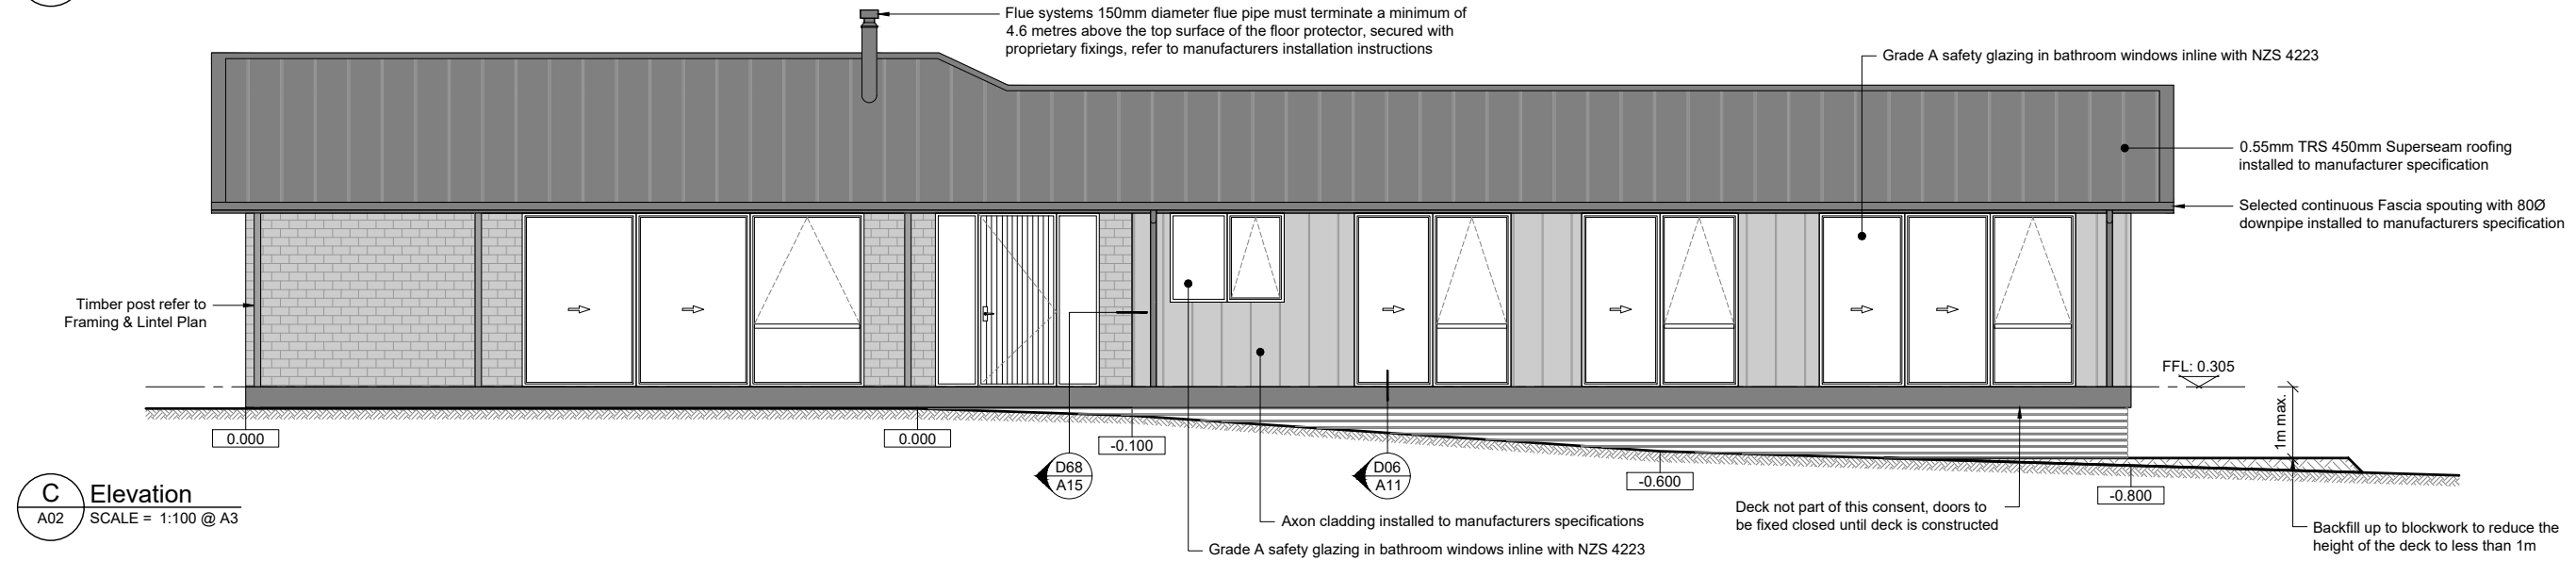 Flue systems 150mm diameter flue pipe must terminate a minimum of
4.6 metres above the top surface of the floor protector, secured with
proprietary fixings, refer to manufacturers installation instructions
Grade A safety glazing in bathroom windows inline with NZS 4223
0.55mm TRS 450mm Superseam roofing
installed to manufacturer specification
Selected continuous Fascia spouting with 80Ø
downpipe installed to manufacturers specification
Timber post refer to
Framing & Lintel Plan
FFL: 0.305
1m max.
0.000
0.000
-0.100
-0.600
-0.800
D68
A15
D06
A11
C
A02
Elevation
SCALE = 1:100 @ A3
Axon cladding installed to manufacturers specifications
Grade A safety glazing in bathroom windows inline with NZS 4223
Deck not part of this consent, doors to
be fixed closed until deck is constructed
Backfill up to blockwork to reduce the
height of the deck to less than 1m